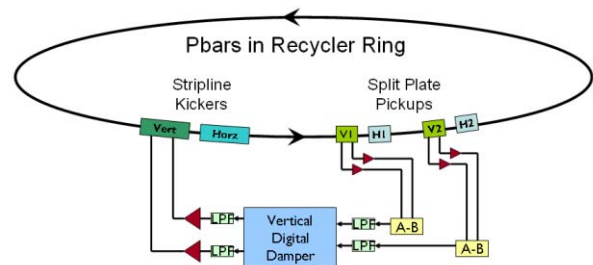 Pbars in Recycler Ring
Stripline
Kickers
Split Plate
Pickups
Vert
Horz
V1
H1
V2
H2
LPF
LPF
Vertical
Digital
Damper
LPF
LPF
A-B
A-B